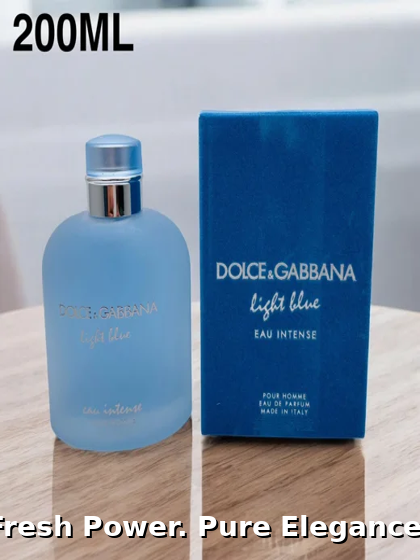 200ML
DOLCE&GABBANA
light blue
eau intense
DOLCE&GABBANA
light blue
EAU INTENSE
POUR HOMME
EAU DE PARFUM
MADE IN ITALY
Fresh Power. Pure Elegance